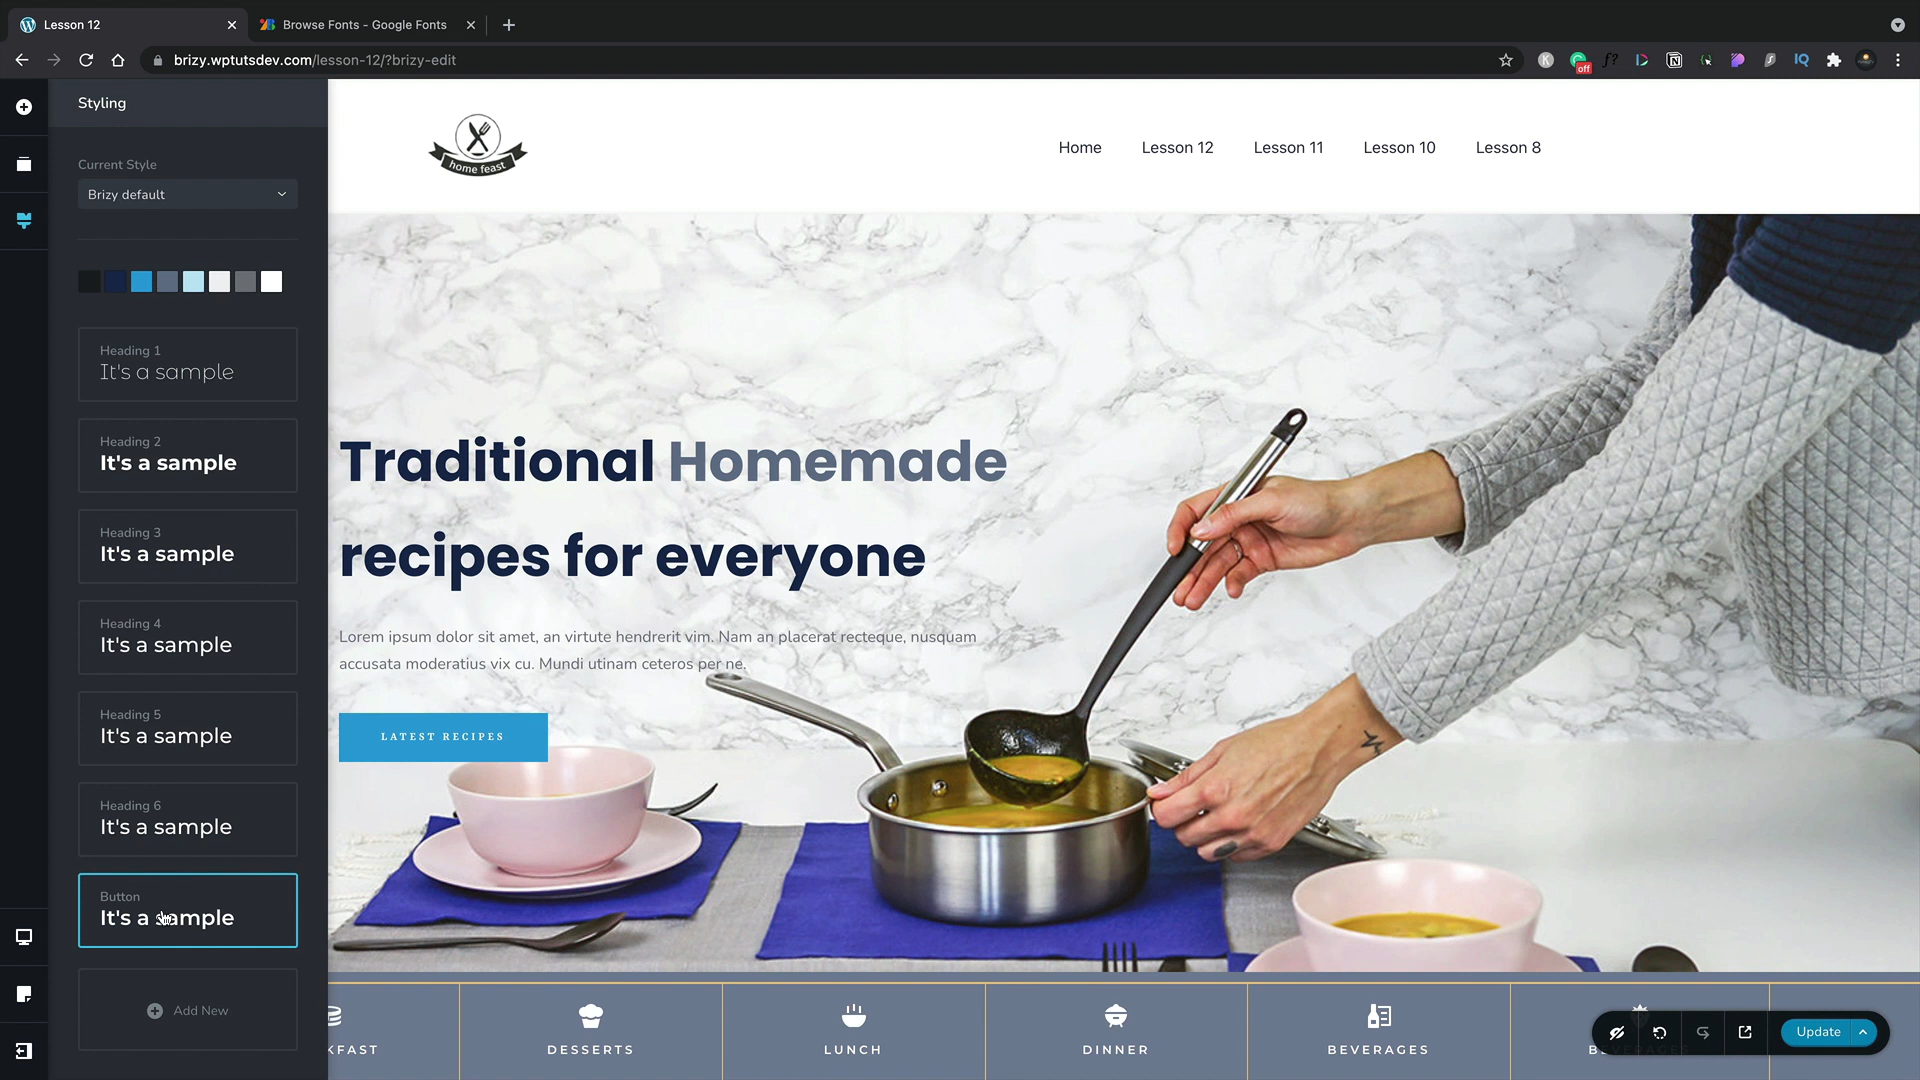 Lesson 12
Browse Fonts - Google Fonts
brizy.wptutsdev.com/lesson-12/?brizy-edit
off
Styling
Current Style
Brizy default
Heading 1
It's a sample
Heading 2
It's a sample
Heading 3
It's a sample
Heading 4
It's a sample
Heading 5
It's a sample
Heading 6
It's a sample
Button
It's a sample
Add New
home feast
Home
Lesson 12
Lesson 11
Lesson 10
Lesson 8
Traditional Homemade
recipes for everyone
Lorem ipsum dolor sit amet, an virtute hendrerit vim. Nam an placerat recteque, nusquam
accusata moderatius vix cu. Mundi utinam ceteros per ne.
LATEST RECIPES
KFAST
DESSERTS
LUNCH
DINNER
BEVERAGES
Update